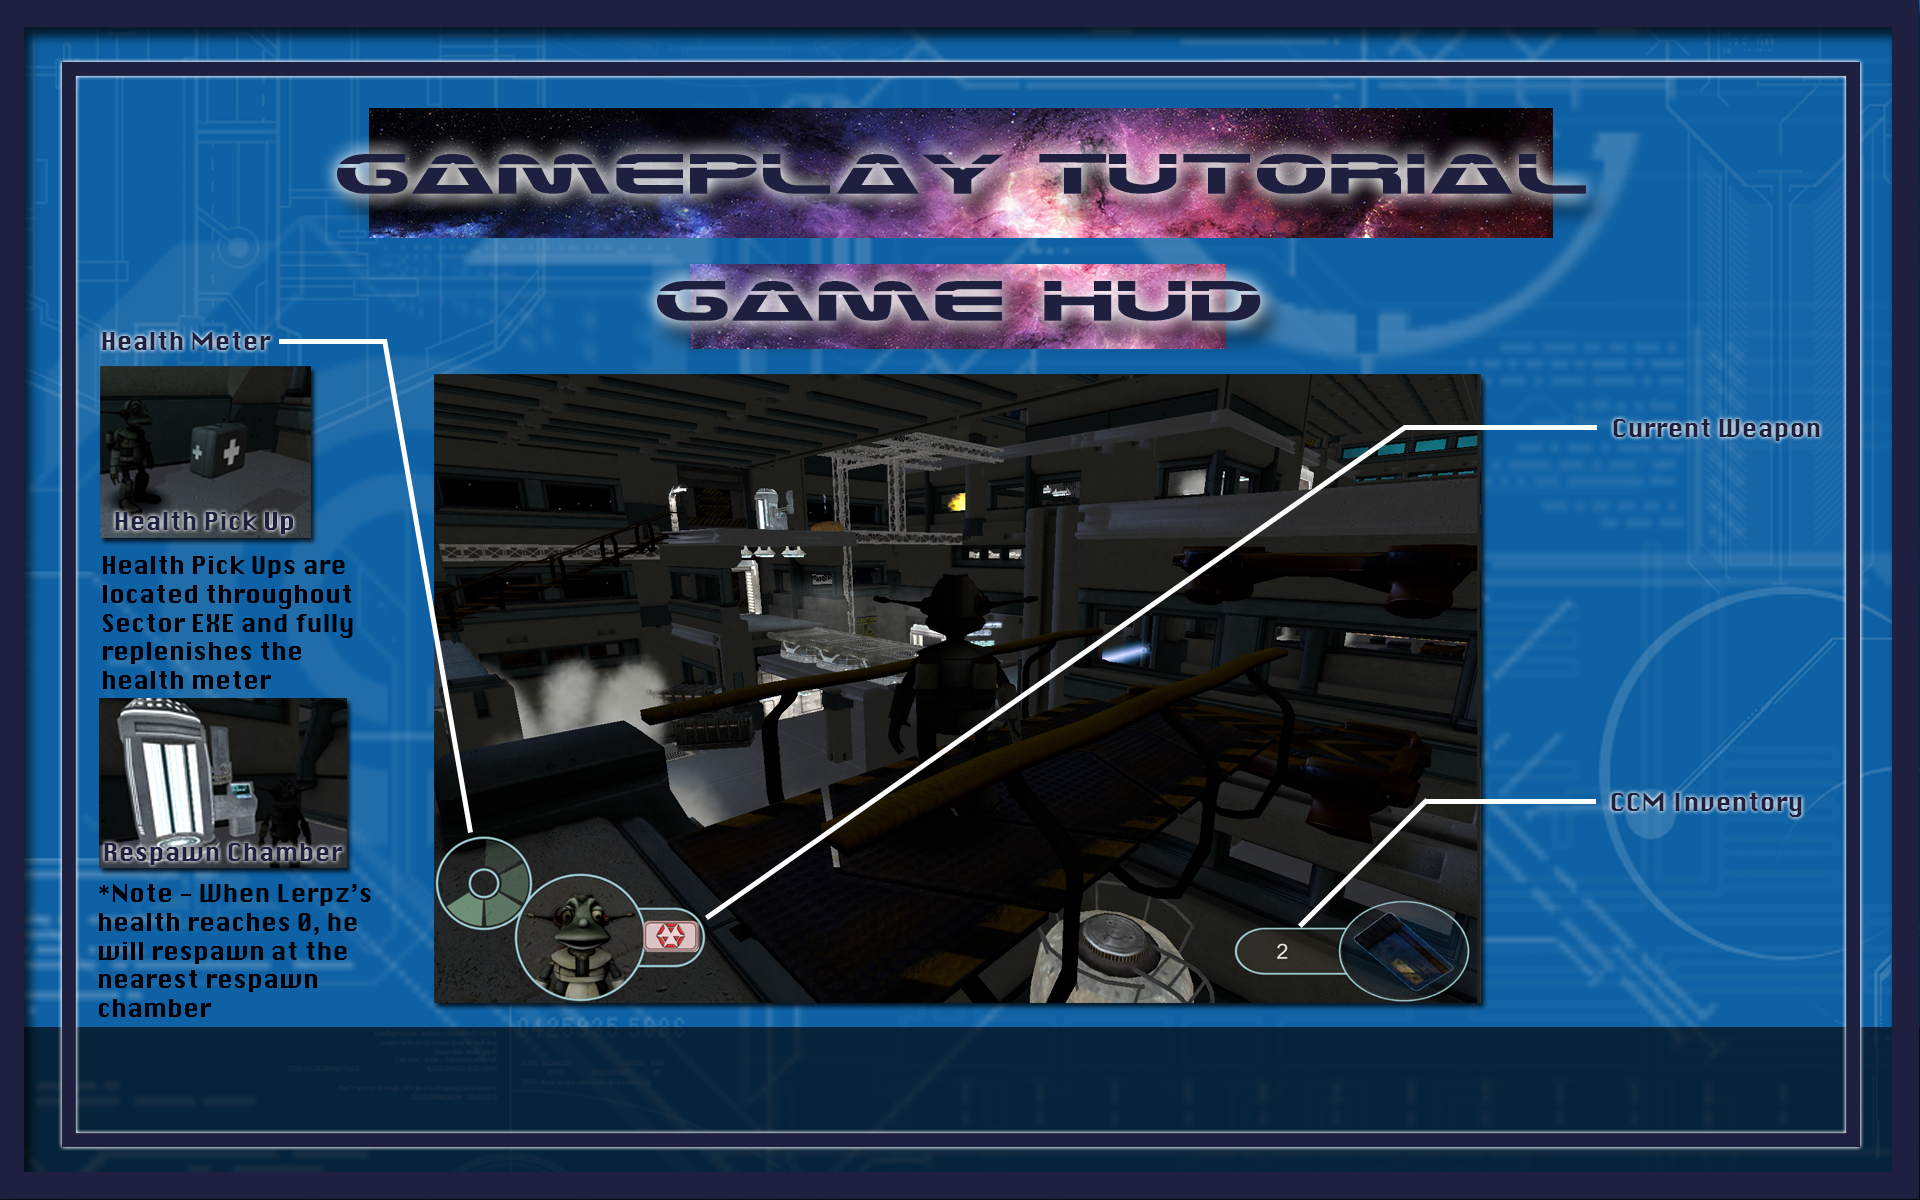 GAMEPLAY TUTORIAL
GAME HUD
Health Meter
Health Pick Up
Health Pick Ups are
located throughout
Sector EXE and fully
replenishes the
health meter
Respawn Chamber
*Note - When Lerpz's
health reaches 0, he
will respawn at the
nearest respawn
chamber
Current Weapon
CCM Inventory
2